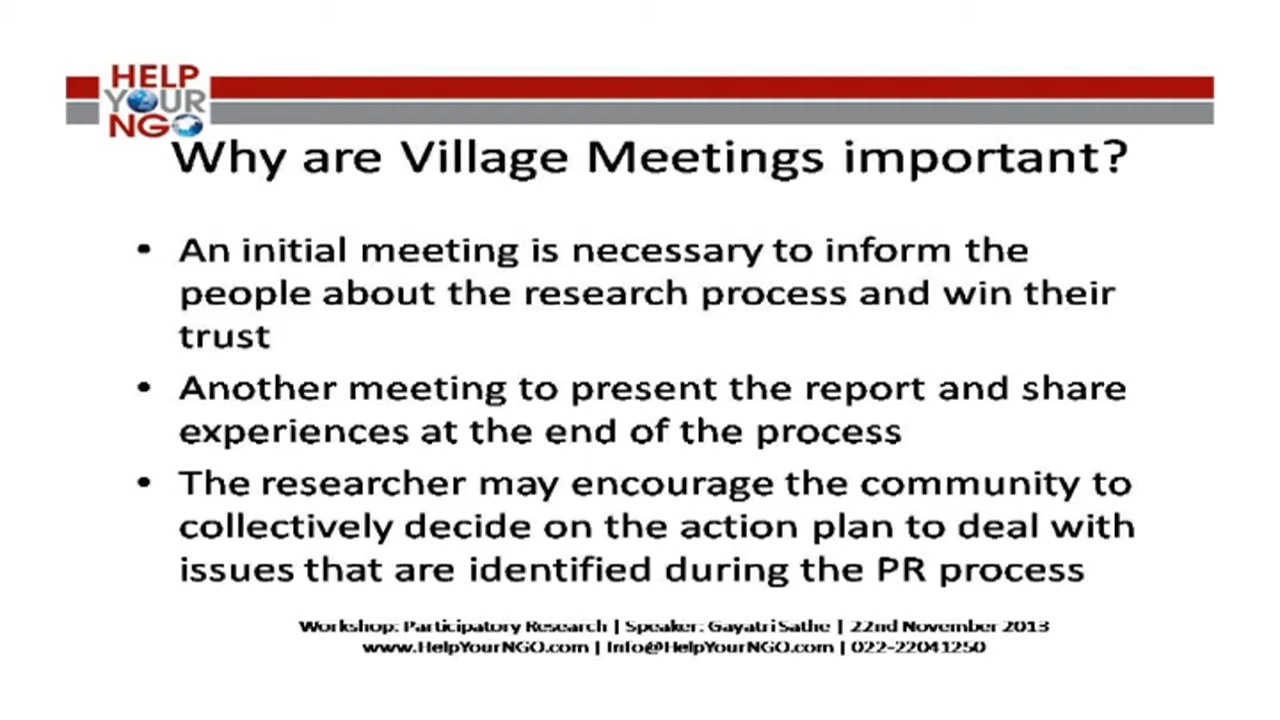 HELP
YOUR
NGO
Why are Village Meetings important?
• An initial meeting is necessary to inform the
people about the research process and win their
trust
• Another meeting to present the report and share
experiences at the end of the process
• The researcher may encourage the community to
collectively decide on the action plan to deal with
issues that are identified during the PR process
Workshop: Participatory Research | Speaker: Gayatri Sathe | 22nd November 2013
www.HelpYourNGO.com | Info@HelpYourNGO.com | 022-22041250